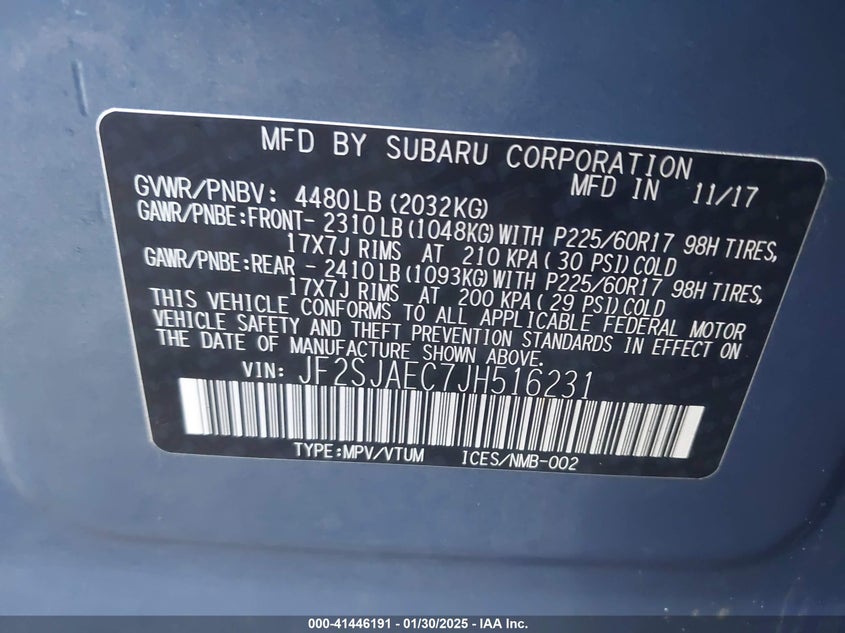 MFD BY SUBARU CORPORATION
MFD IN 11/17
GVWR/PNBV: 4480LB(2032KG)
GAWR/PNBE:FRONT- 2310LB(1048KG)WITH P225/60R17 98H TIRES,
17X7J RIMS AT 210 KPA( 30 PSI)COLD
GAWR/PNBE:REAR - 2410LB(1093KG)WITH P225/60R17 98H TIRES,
17X7J RIMS AT 200 KPA( 29 PSI)COLD
THIS VEHICLE CONFORMS TO ALL APPLICABLE FEDERAL MOTOR
VEHICLE SAFETY AND THEFT PREVENTION STANDARDS IN EFFECT ON
THE DATE OF MANUFACTURE SHOWN ABOVE.
VIN: JF2SJAEC7JH516231
TYPE:MPV/VTUM ICES/NMB-002
000-41446191 - 01/30/2025 - IAA Inc.